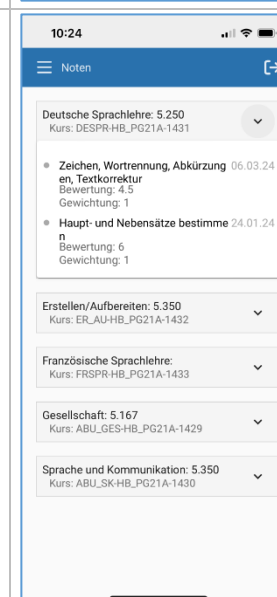 10:24
Noten
Deutsche Sprachlehre: 5.250
Kurs: DESPR-HB_PG21A-1431
Zeichen, Wortrennung, Abkürzung 06.03.24
en, Textkorrektur
Bewertung: 4.5
Gewichtung: 1
Haupt- und Nebensätze bestimme 24.01.24
n
Bewertung: 6
Gewichtung: 1
Erstellen/Aufbereiten: 5.350
Kurs: ER_AU-HB_PG21A-1432
Französische Sprachlehre:
Kurs: FRSPR-HB_PG21A-1433
Gesellschaft: 5.167
Kurs: ABU_GES-HB_PG21A-1429
Sprache und Kommunikation: 5.350
Kurs: ABU_SK-HB_PG21A-1430